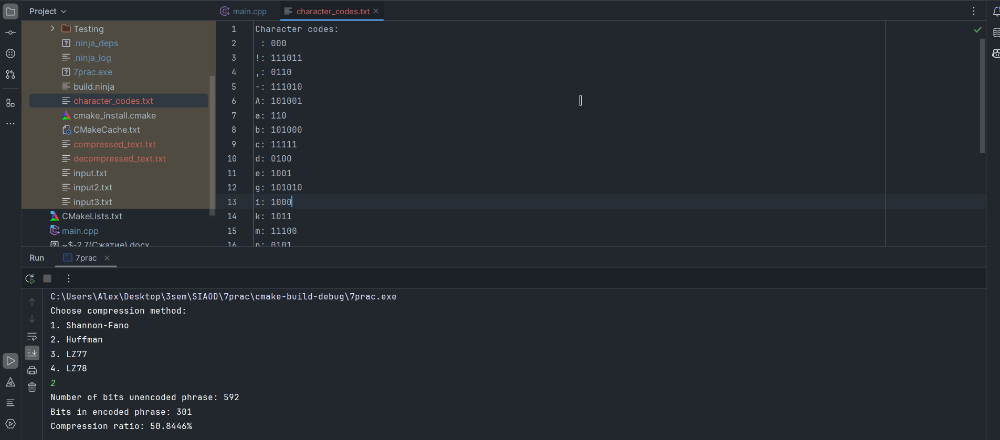 Project
main.cpp
character_codes.txt
Testing
.ninja_deps
.ninja_log
7prac.exe
build.ninja
character_codes.txt
cmake_install.cmake
CMakeCache.txt
compressed_text.txt
decompressed_text.txt
input.txt
input2.txt
input3.txt
CMakeLists.txt
main.cpp
~$-2.7(Сжатие).docx
1 Character codes:
2  : 000
3 !: 111011
4 ,: 0110
5 -: 111010
6 A: 101001
7 a: 110
8 b: 101000
9 c: 11111
10 d: 0100
11 e: 1001
12 g: 101010
13 i: 1000
14 k: 1011
15 m: 11100
16 n: 0101
Run
7prac
C:\Users\Alex\Desktop\3sem\SIAOD\7prac\cmake-build-debug\7prac.exe
Choose compression method:
1. Shannon-Fano
2. Huffman
3. LZ77
4. LZ78
2
Number of bits unencoded phrase: 592
Bits in encoded phrase: 301
Compression ratio: 50.8446%